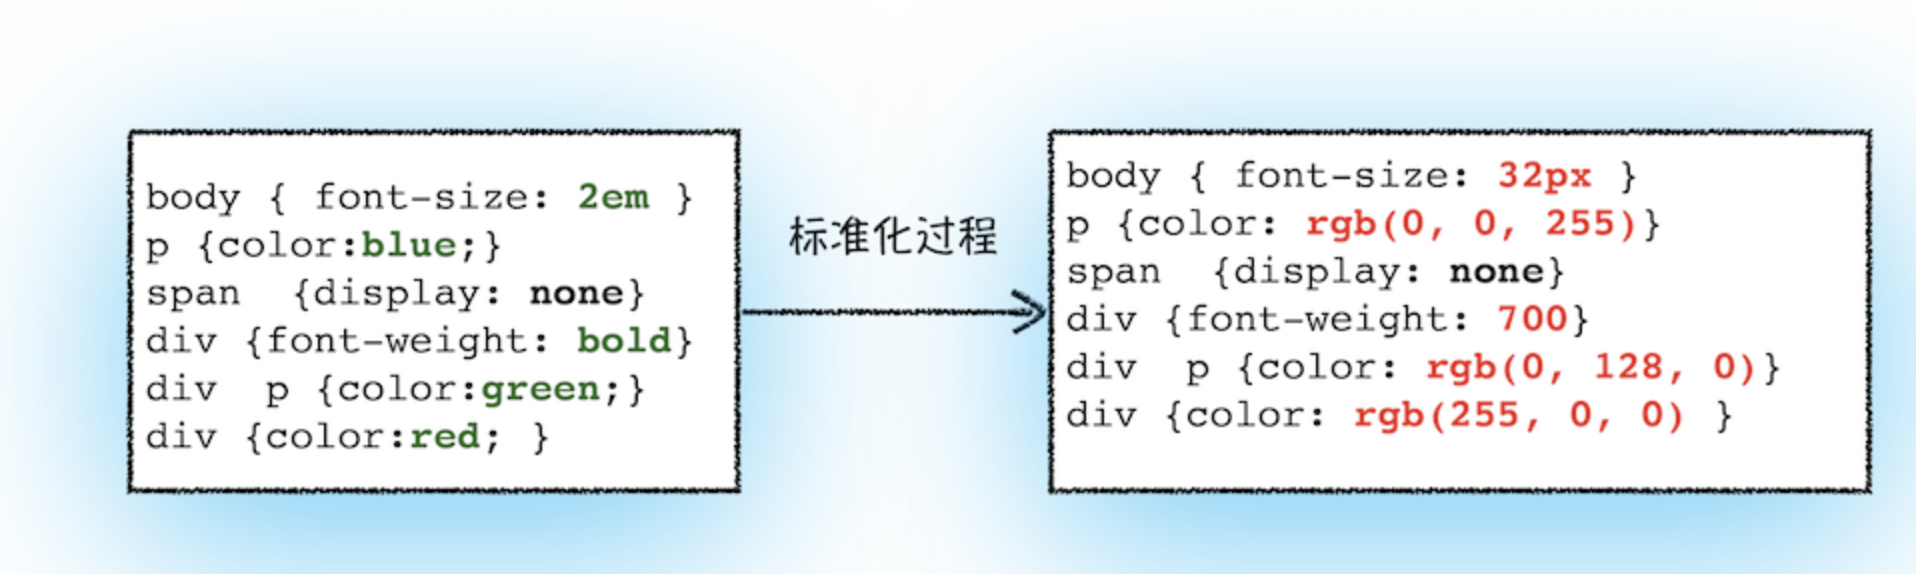 body { font-size: 2em }
p {color:blue;}
span  {display: none}
div {font-weight: bold}
div  p {color:green;}
div {color:red; }
标准化过程
body { font-size: 32px }
p {color: rgb(0, 0, 255)}
span  {display: none}
div {font-weight: 700}
div  p {color: rgb(0, 128, 0)}
div {color: rgb(255, 0, 0) }